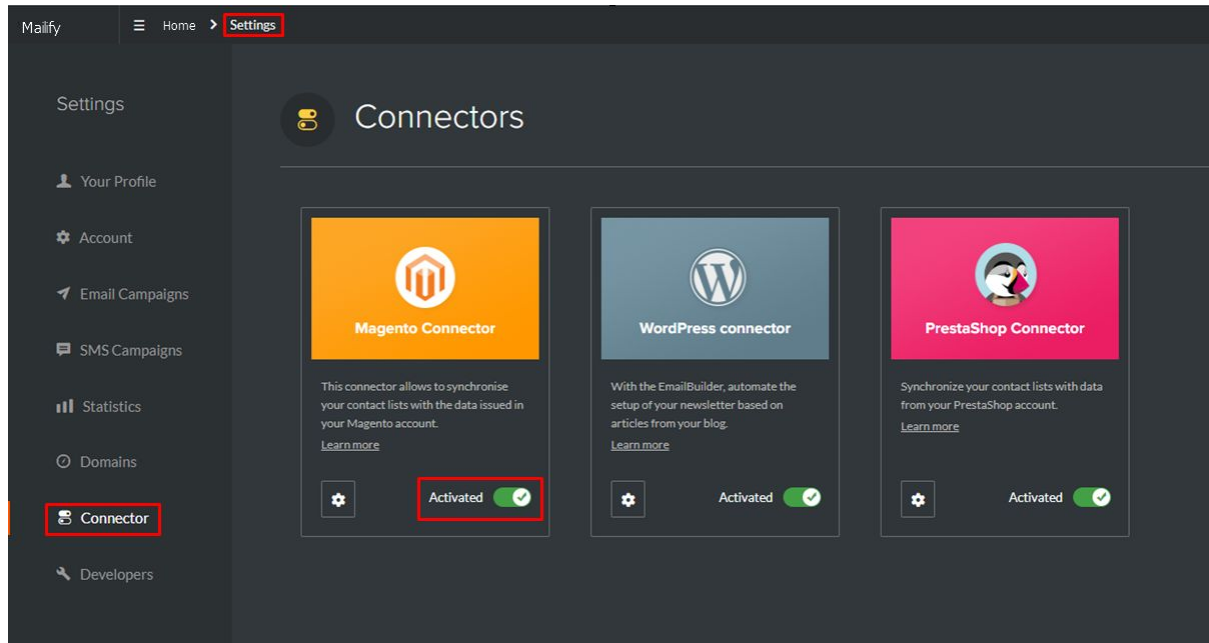 Mailify
Home > Settings
Settings
Your Profile
Account
Email Campaigns
SMS Campaigns
Statistics
Domains
Connector
Developers
Connectors
Magento Connector
This connector allows to synchronise
your contact lists with the data issued in
your Magento account.
Learn more
Activated
WordPress connector
With the EmailBuilder, automate the
setup of your newsletter based on
articles from your blog.
Learn more
Activated
PrestaShop Connector
Synchronize your contact lists with data
from your PrestaShop account.
Learn more
Activated